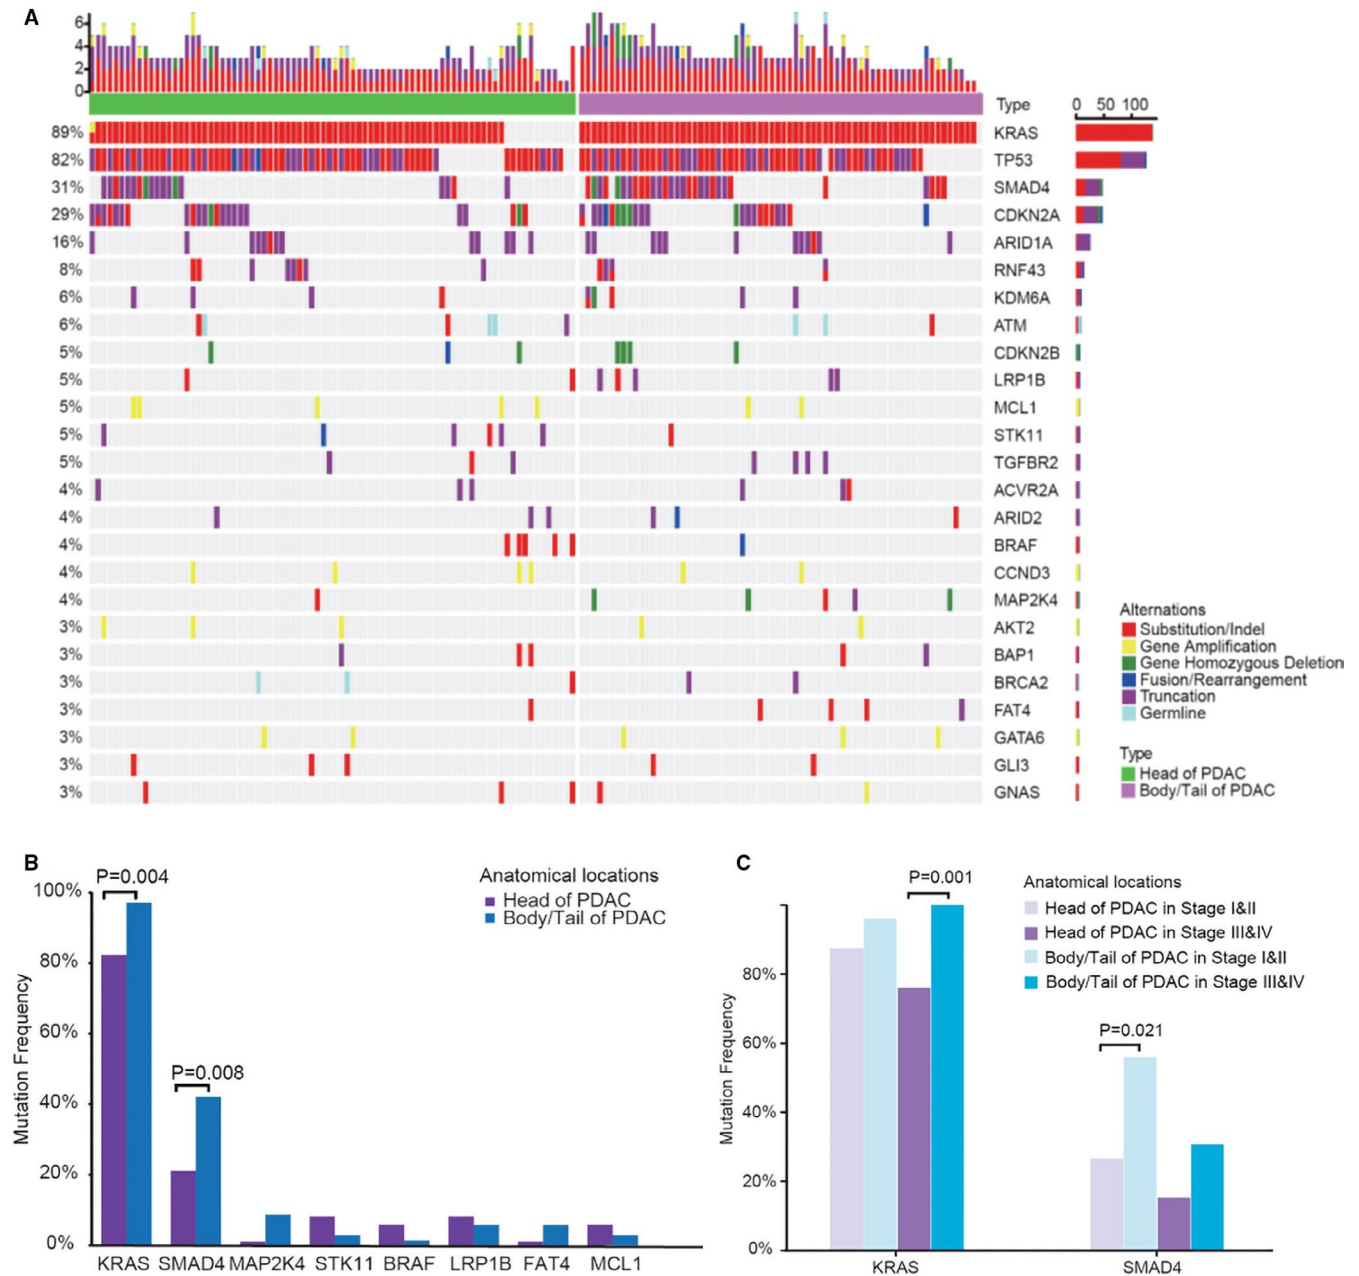 A
6
4
2
0
Type
0 50 100
89% KRAS
82% TP53
31% SMAD4
29% CDKN2A
16% ARID1A
8% RNF43
6% KDM6A
6% ATM
5% CDKN2B
5% LRP1B
5% MCL1
5% STK11
5% TGFBR2
4% ACVR2A
4% ARID2
4% BRAF
4% CCND3
4% MAP2K4
3% AKT2
3% BAP1
3% BRCA2
3% FAT4
3% GATA6
3% GLI3
3% GNAS
Alternations
Substitution/Indel
Gene Amplification
Gene Homozygous Deletion
Fusion/Rearrangement
Truncation
Germline
Type
Head of PDAC
Body/Tail of PDAC
B
P=0.004
P=0.008
Anatomical locations
Head of PDAC
Body/Tail of PDAC
Mutation Frequency
100%
80%
60%
40%
20%
0%
KRAS SMAD4 MAP2K4 STK11 BRAF LRP1B FAT4 MCL1
C
P=0.001
P=0.021
Anatomical locations
Head of PDAC in Stage I&II
Head of PDAC in Stage III&IV
Body/Tail of PDAC in Stage I&II
Body/Tail of PDAC in Stage III&IV
Mutation Frequency
80%
60%
40%
20%
0%
KRAS SMAD4